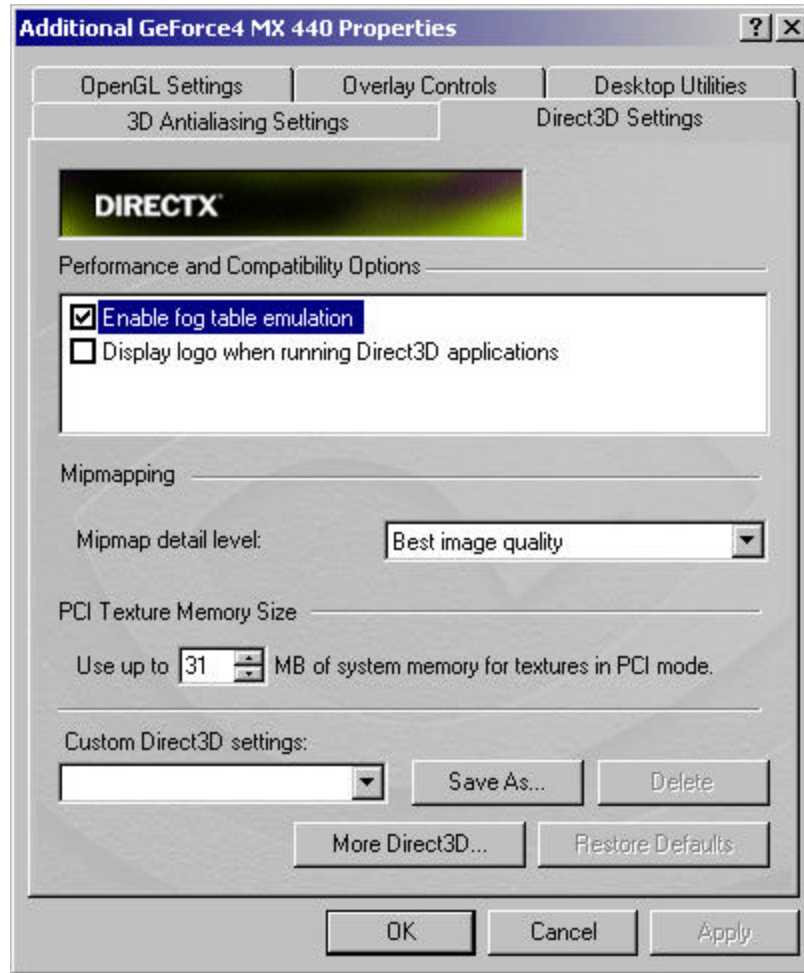 Additional GeForce4 MX 440 Properties
OpenGL Settings Overlay Controls Desktop Utilities
3D Antialiasing Settings Direct3D Settings
DIRECTX
Performance and Compatibility Options
Enable fog table emulation
Display logo when running Direct3D applications
Mipmapping
Mipmap detail level: Best image quality
PCI Texture Memory Size
Use up to 31 MB of system memory for textures in PCI mode.
Custom Direct3D settings:
Save As... Delete
More Direct3D... Restore Defaults
OK Cancel Apply